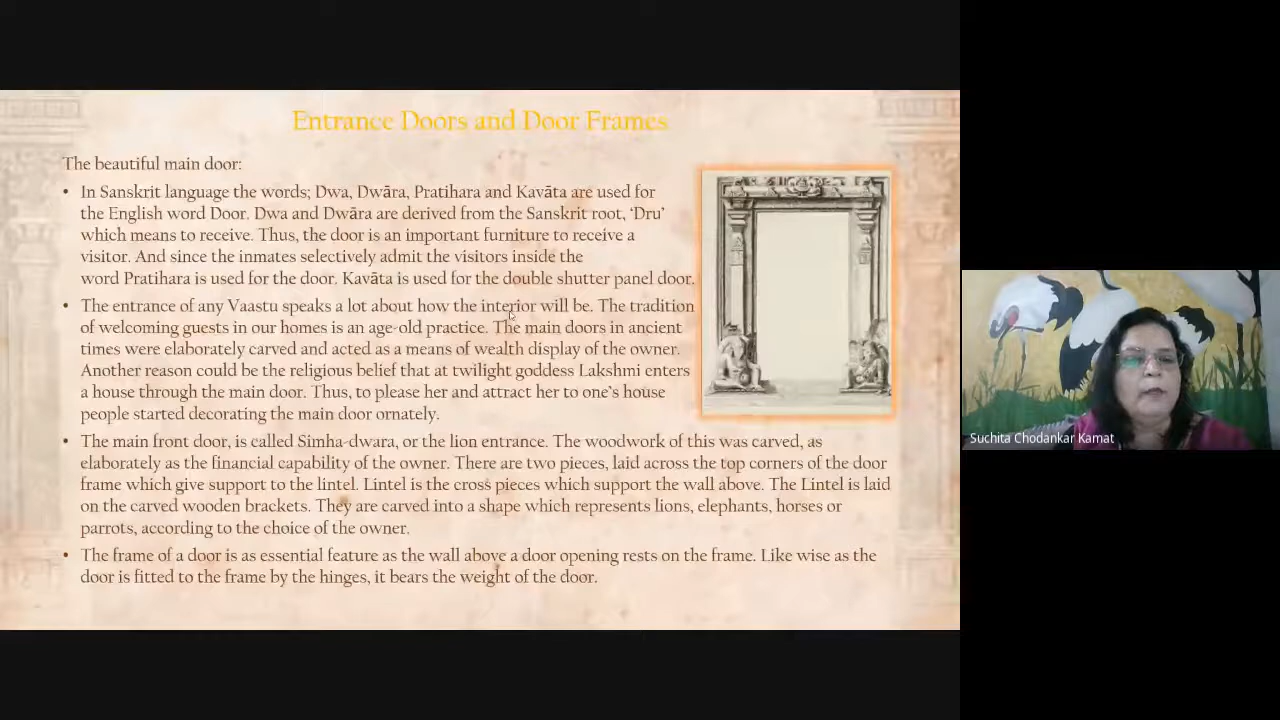 Entrance Doors and Door Frames
The beautiful main door:
• In Sanskrit language the words; Dwa, Dwāra, Pratihara and Kavāta are used for
the English word Door. Dwa and Dwāra are derived from the Sanskrit root, ‘Dru’
which means to receive. Thus, the door is an important furniture to receive a
visitor. And since the inmates selectively admit the visitors inside the
word Pratihara is used for the door. Kavāta is used for the double shutter panel door.
• The entrance of any Vaastu speaks a lot about how the interior will be. The tradition
of welcoming guests in our homes is an age-old practice. The main doors in ancient
times were elaborately carved and acted as a means of wealth display of the owner.
Another reason could be the religious belief that at twilight goddess Lakshmi enters
a house through the main door. Thus, to please her and attract her to one’s house
people started decorating the main door ornately.
• The main front door, is called Simha-dwara, or the lion entrance. The woodwork of this was carved, as
elaborately as the financial capability of the owner. There are two pieces, laid across the top corners of the door
frame which give support to the lintel. Lintel is the cross pieces which support the wall above. The Lintel is laid
on the carved wooden brackets. They are carved into a shape which represents lions, elephants, horses or
parrots, according to the choice of the owner.
• The frame of a door is as essential feature as the wall above a door opening rests on the frame. Like wise as the
door is fitted to the frame by the hinges, it bears the weight of the door.
Suchita Chodankar Kamat